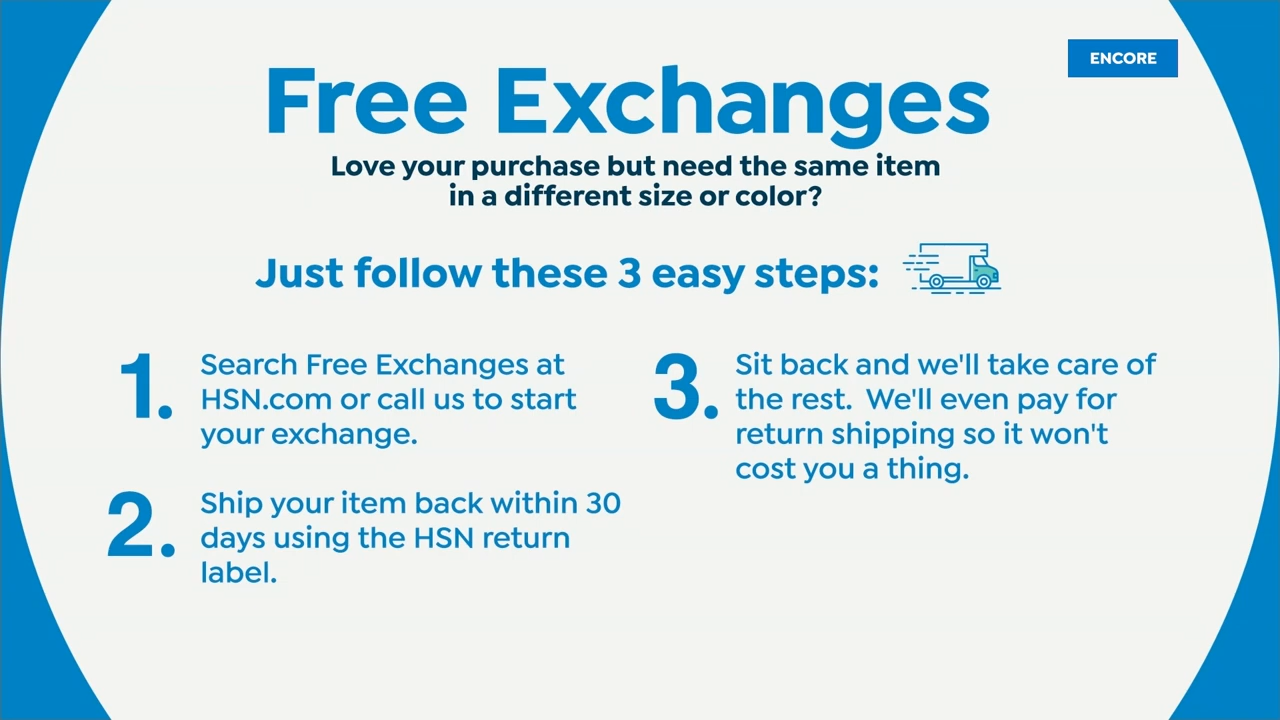 ENCORE
Free Exchanges
Love your purchase but need the same item
in a different size or color?
Just follow these 3 easy steps:
1. Search Free Exchanges at
HSN.com or call us to start
your exchange.
2. Ship your item back within 30
days using the HSN return
label.
3. Sit back and we'll take care of
the rest.  We'll even pay for
return shipping so it won't
cost you a thing.